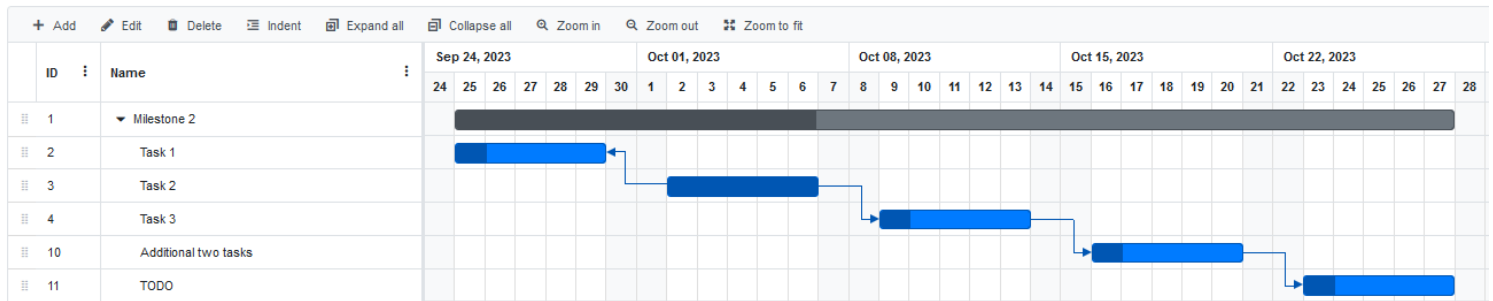 Add Edit Delete Indent Expand all Collapse all Zoom in Zoom out Zoom to fit
ID Name Sep 24, 2023 Oct 01, 2023 Oct 08, 2023 Oct 15, 2023 Oct 22, 2023
24 25 26 27 28 29 30 1 2 3 4 5 6 7 8 9 10 11 12 13 14 15 16 17 18 19 20 21 22 23 24 25 26 27 28
1 Milestone 2
2 Task 1
3 Task 2
4 Task 3
10 Additional two tasks
11 TODO